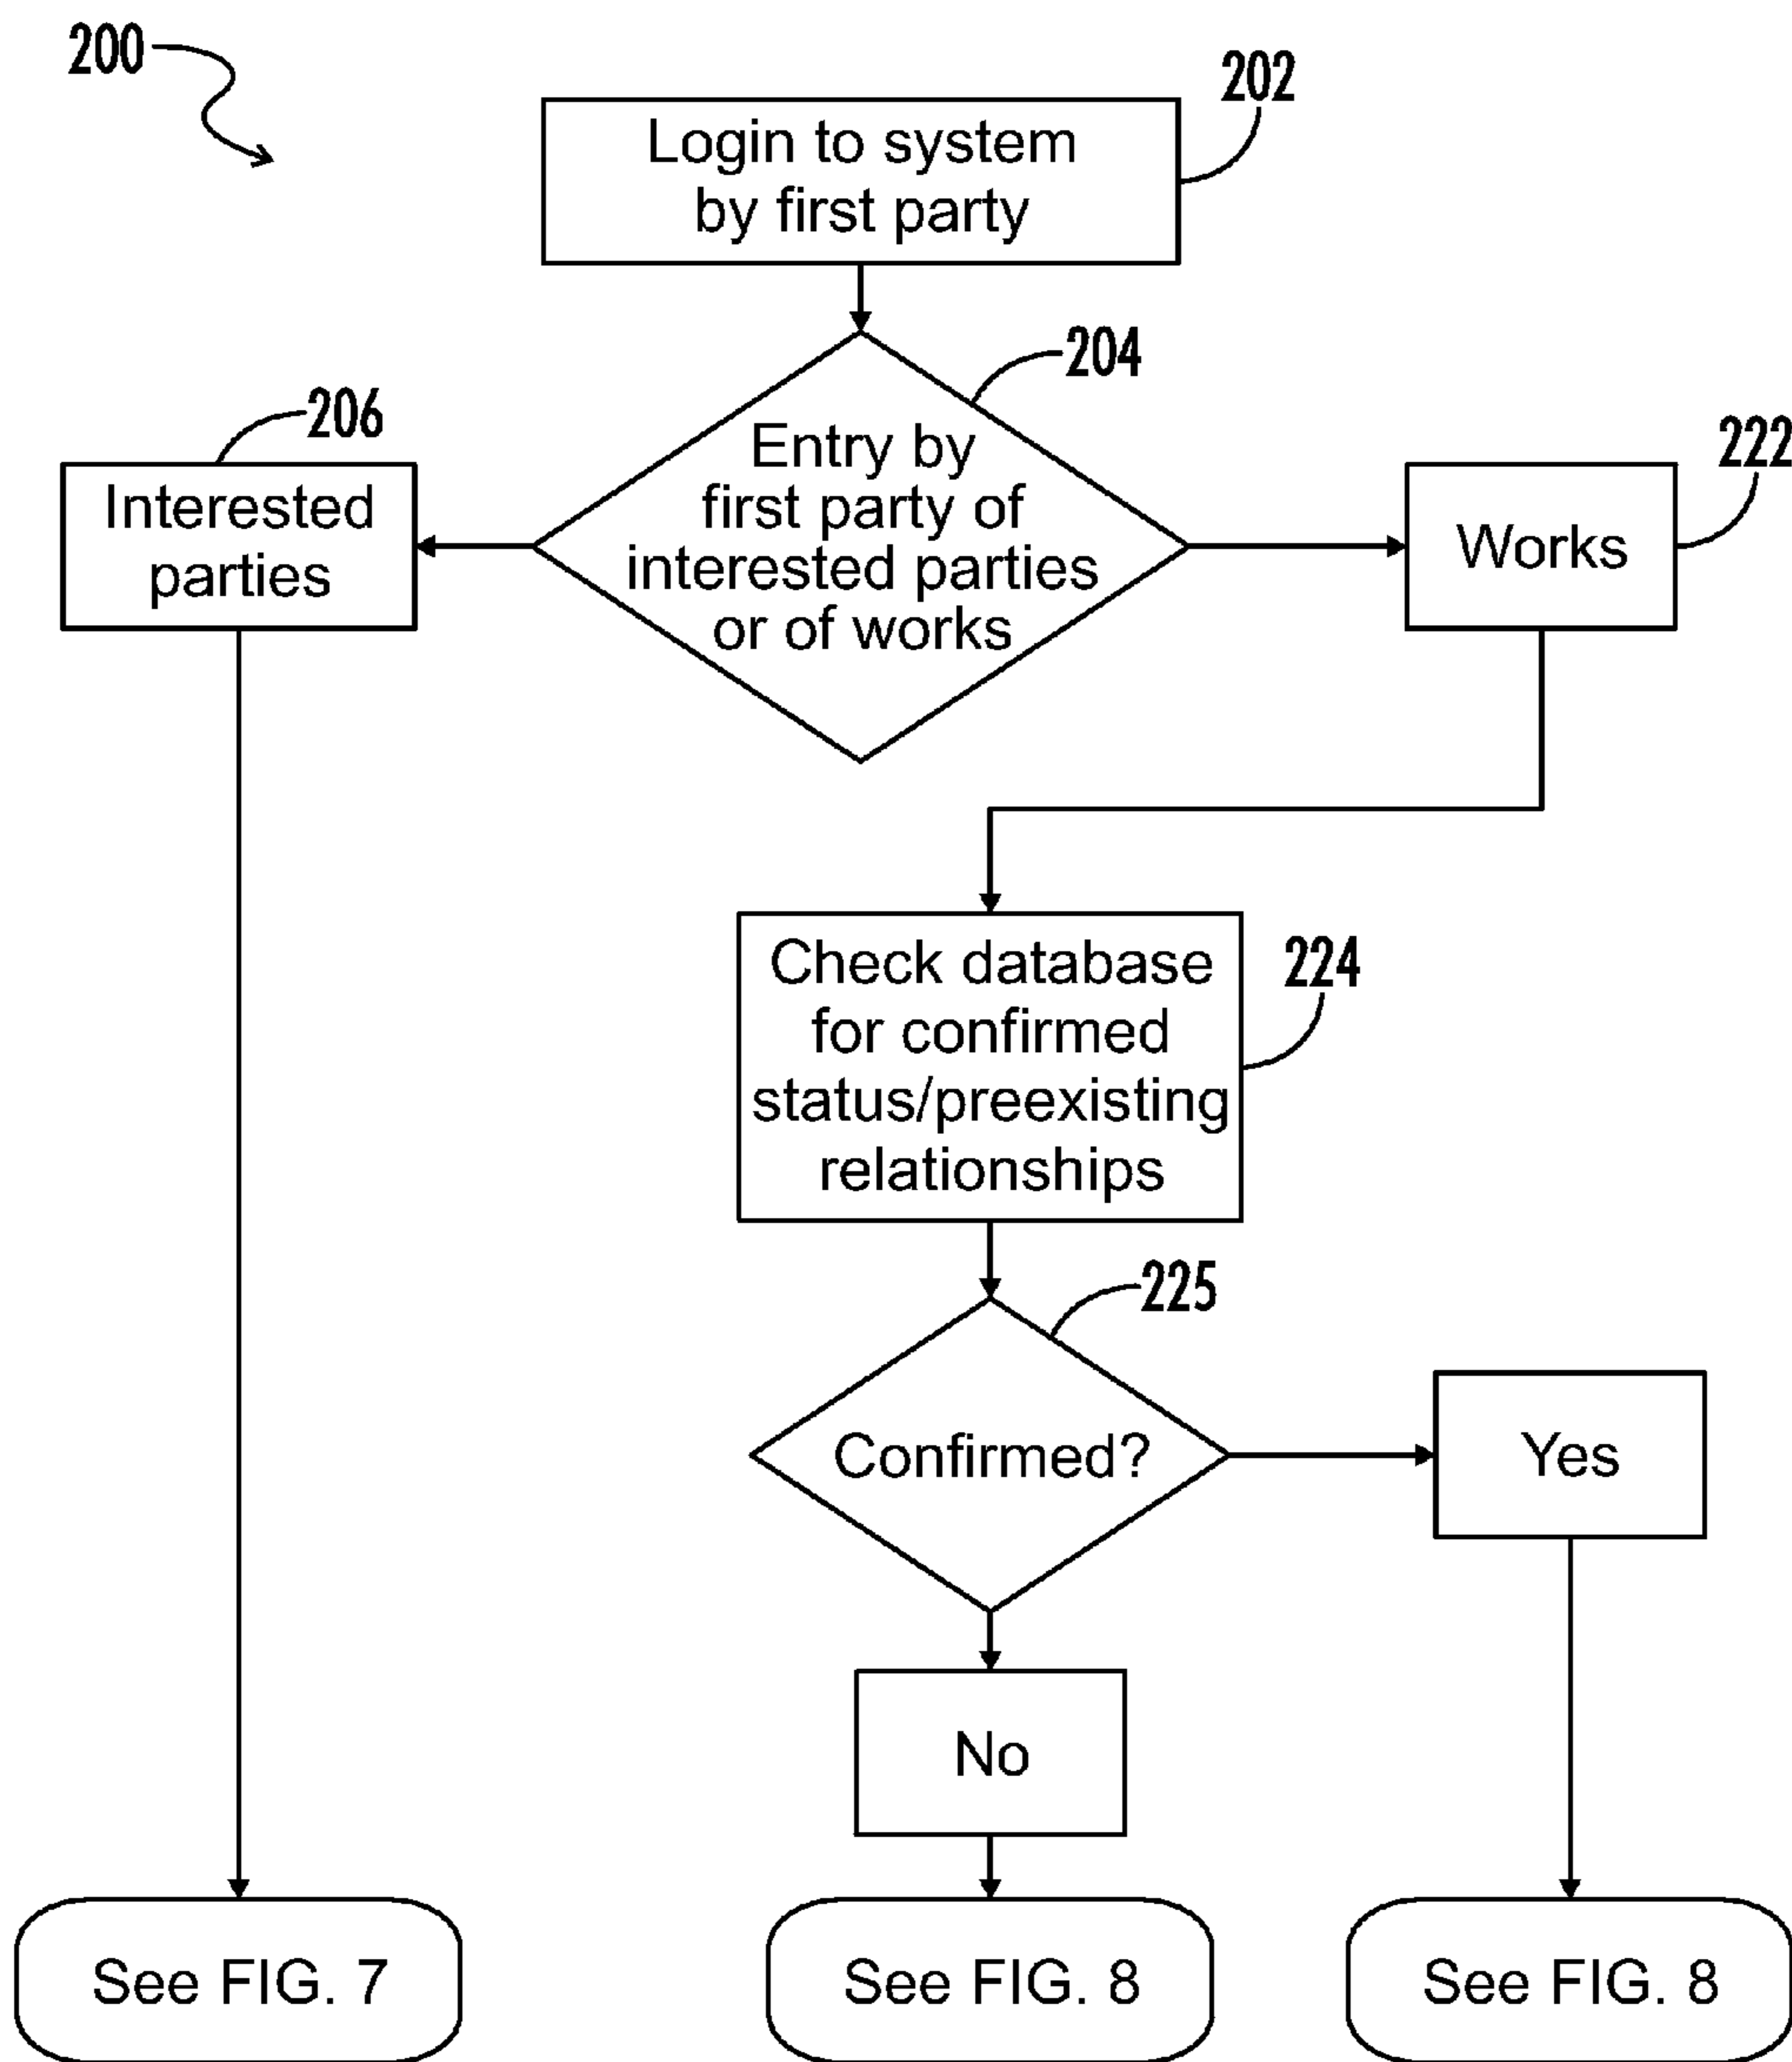 200
202
Login to system
by first party
204
206
222
Entry by
first party of
interested parties
or of works
Interested
parties
Works
Check database
for confirmed
status/preexisting
relationships
224
225
Confirmed?
Yes
No
See FIG. 7
See FIG. 8
See FIG. 8